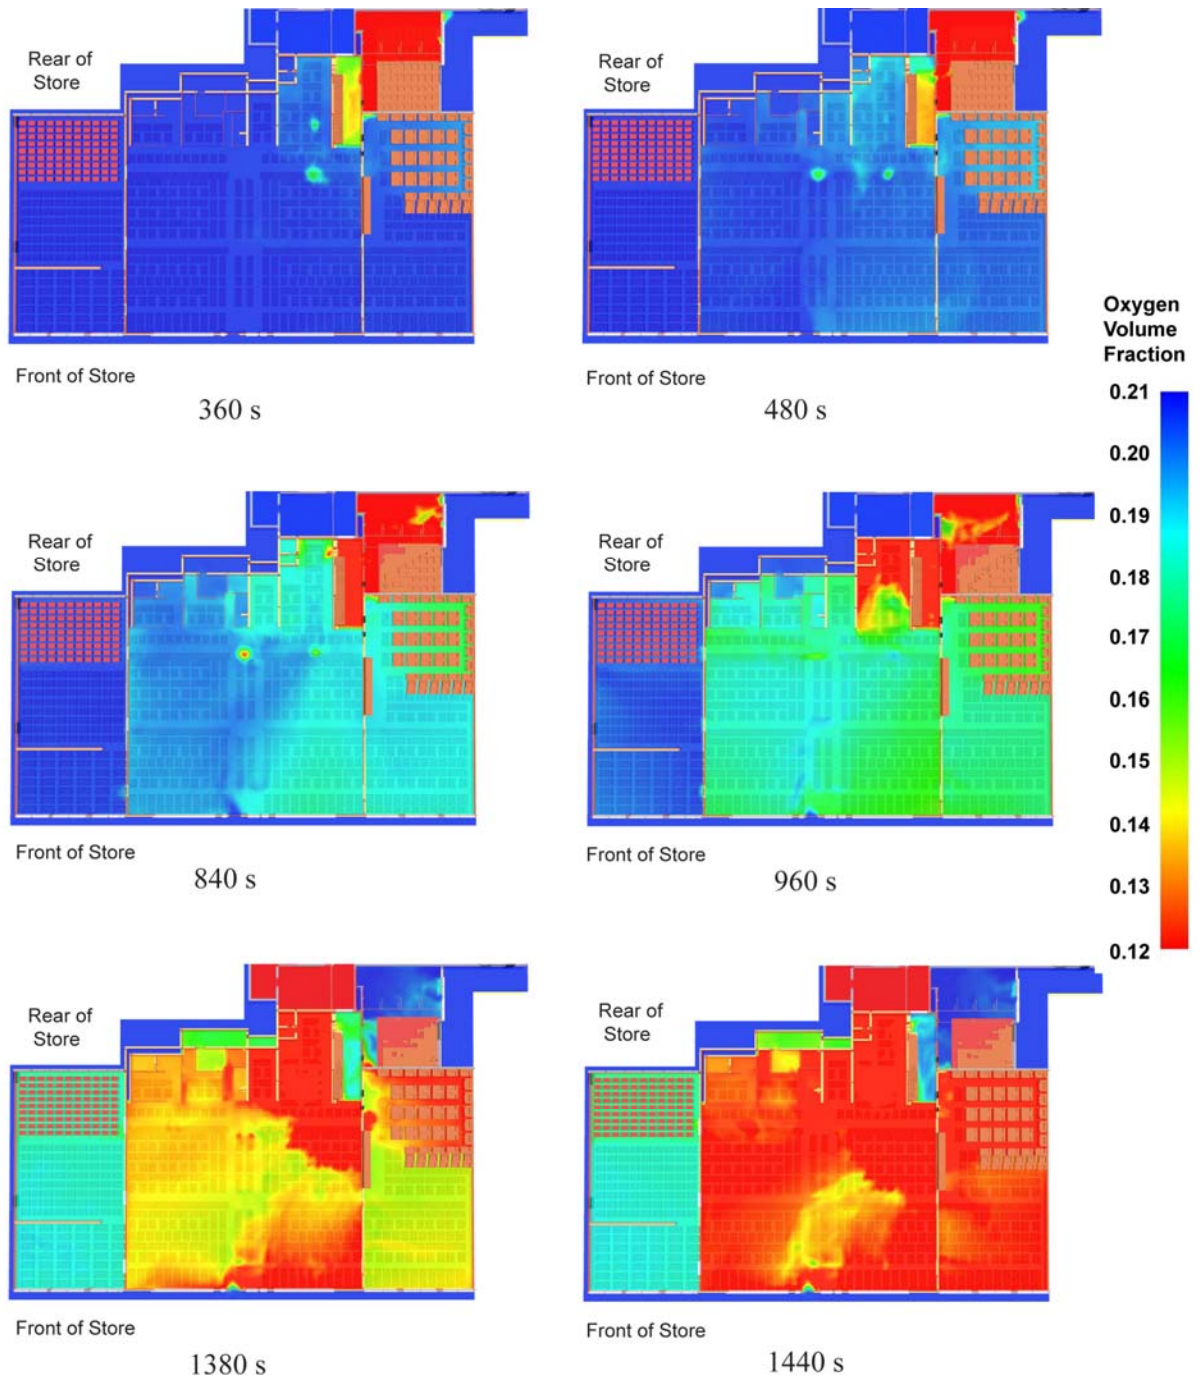 Rear of
Store
Front of Store
360 s
Rear of
Store
Front of Store
480 s
Oxygen
Volume
Fraction
0.21
0.20
0.19
0.18
0.17
0.16
0.15
0.14
0.13
0.12
Rear of
Store
Front of Store
840 s
Rear of
Store
Front of Store
960 s
Rear of
Store
Front of Store
1380 s
Rear of
Store
Front of Store
1440 s